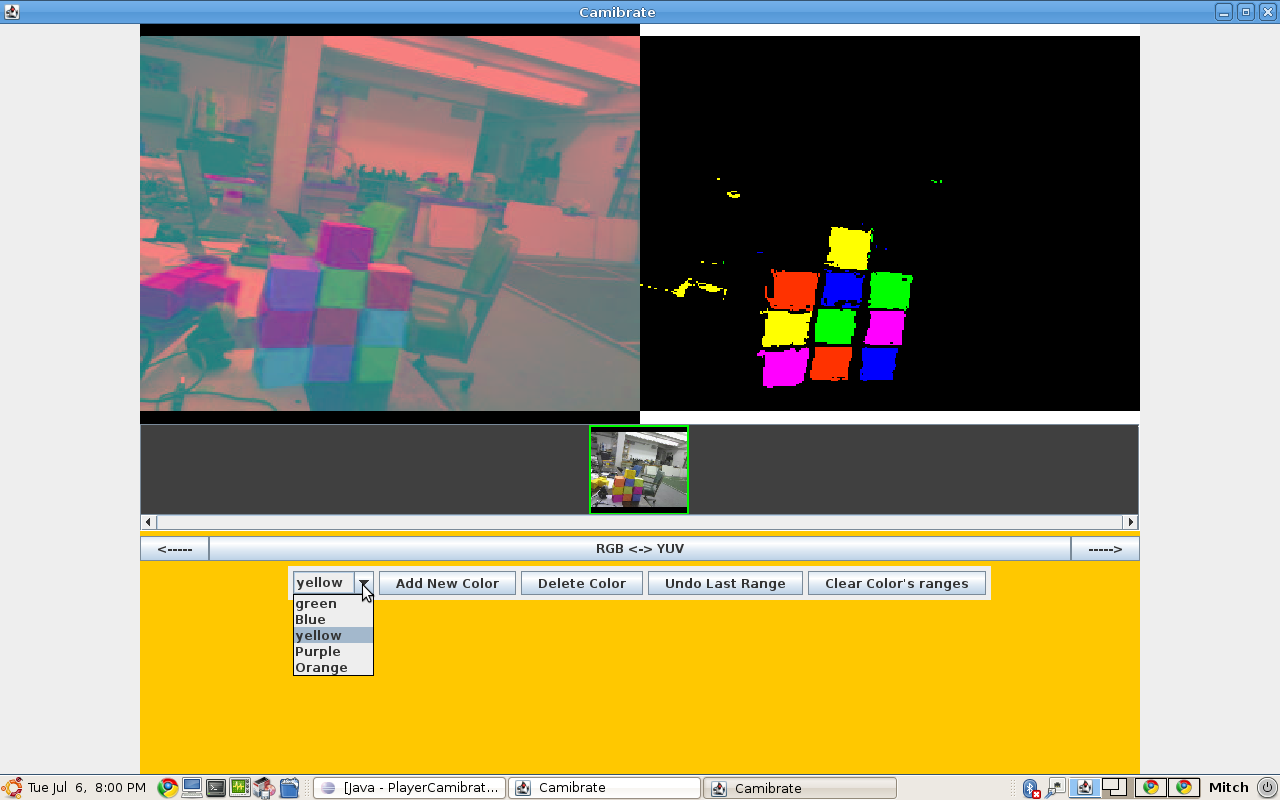 Camibrate
<----- RGB <-> YUV ----->
yellow Add New Color Delete Color Undo Last Range Clear Color's ranges
green
Blue
yellow
Purple
Orange
Tue Jul 6, 8:00 PM [Java - PlayerCamibrat... Camibrate Camibrate Mitch